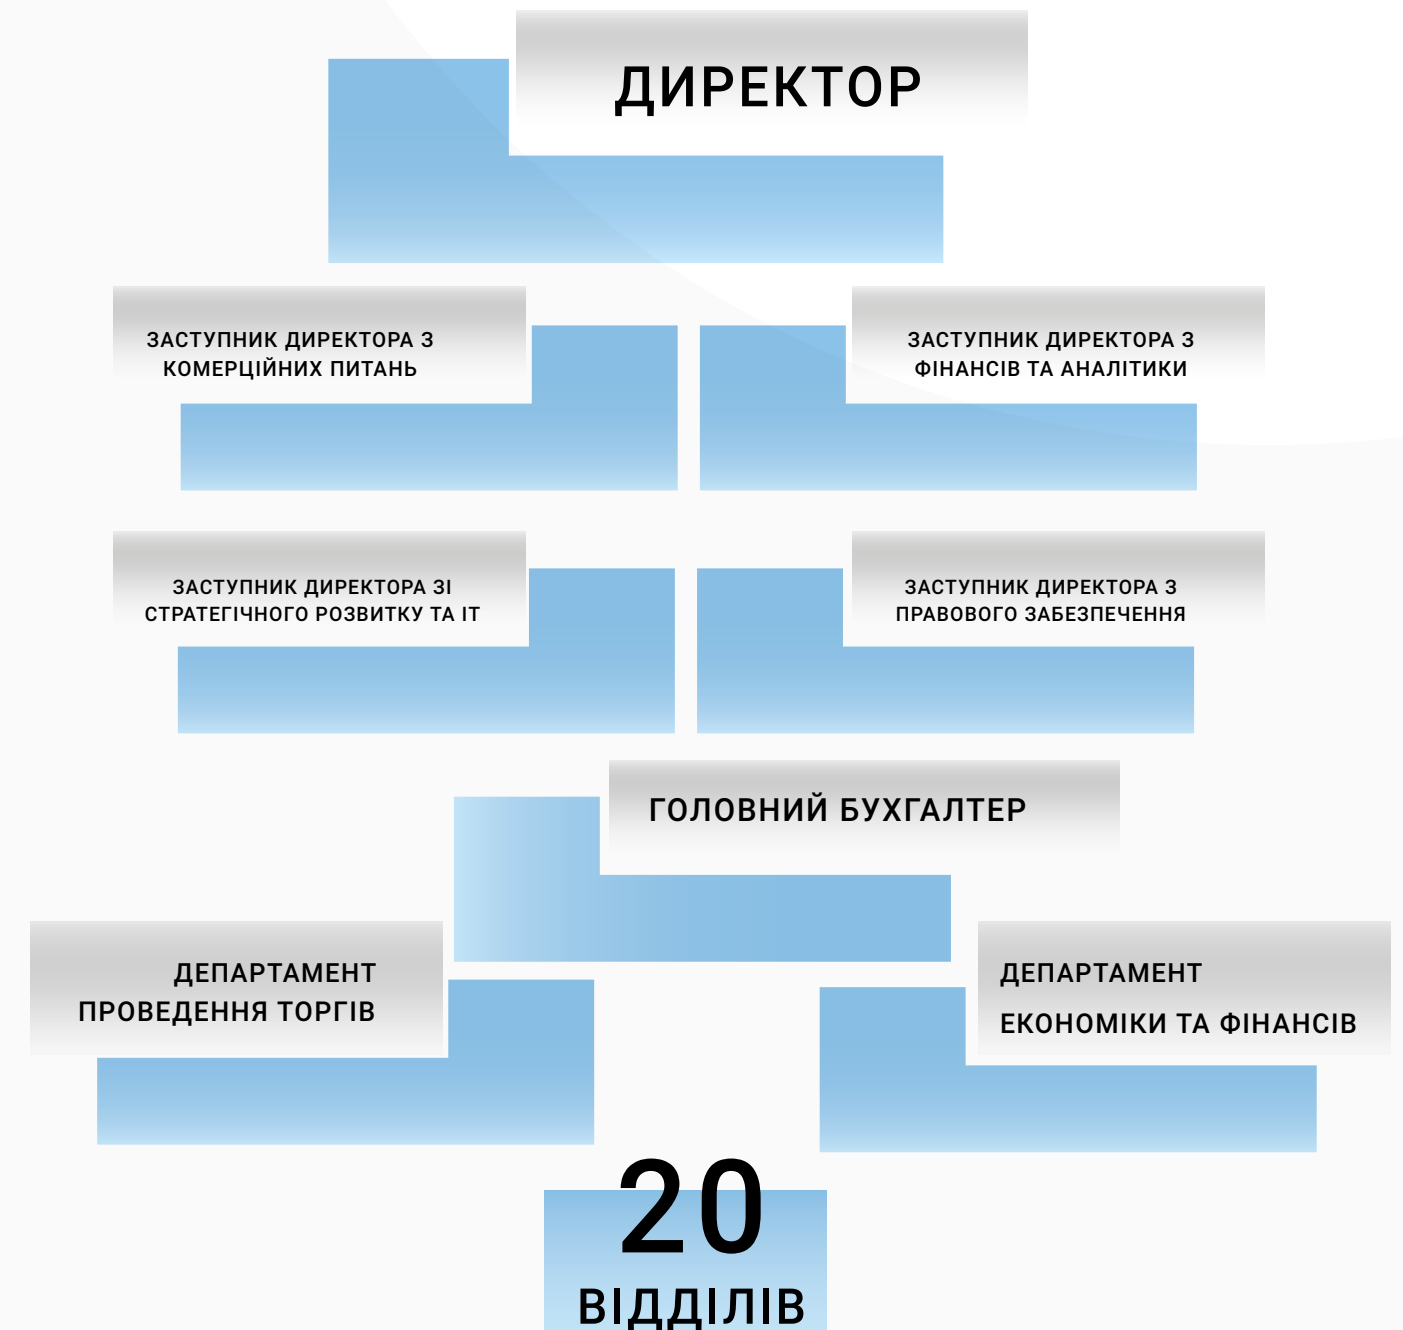 ДИРЕКТОР
ЗАСТУПНИК ДИРЕКТОРА З
КОМЕРЦІЙНИХ ПИТАНЬ
ЗАСТУПНИК ДИРЕКТОРА З
ФІНАНСІВ ТА АНАЛІТИКИ
ЗАСТУПНИК ДИРЕКТОРА ЗІ
СТРАТЕГІЧНОГО РОЗВИТКУ ТА ІТ
ЗАСТУПНИК ДИРЕКТОРА З
ПРАВОВОГО ЗАБЕЗПЕЧЕННЯ
ГОЛОВНИЙ БУХГАЛТЕР
ДЕПАРТАМЕНТ
ПРОВЕДЕННЯ ТОРГІВ
ДЕПАРТАМЕНТ
ЕКОНОМІКИ ТА ФІНАНСІВ
20
ВІДДІЛІВ